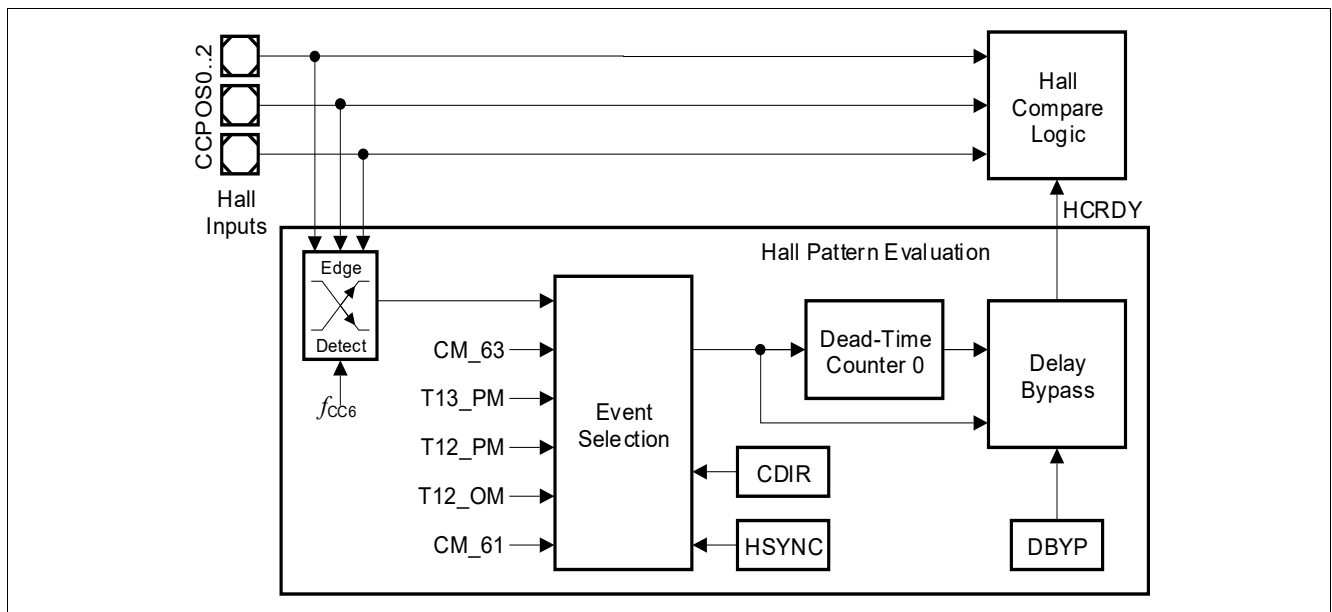 CCPOS0..2
Hall
Inputs
Hall
Compare
Logic
HCRDY
Hall Pattern Evaluation
Edge
Detect
fCC6
CM_63
T13_PM
T12_PM
T12_OM
CM_61
Event
Selection
Dead-Time
Counter 0
Delay
Bypass
CDIR
HSYNC
DBYP